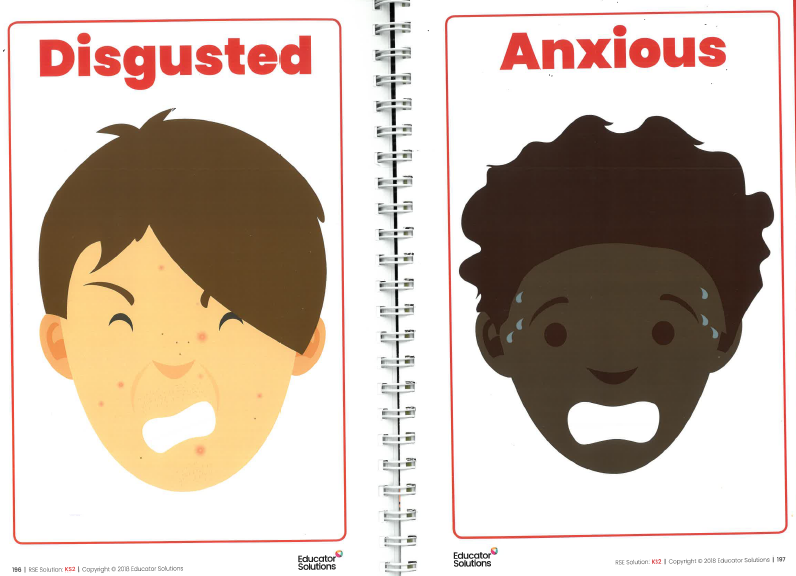 Disgusted
196 | RSE Solution: KS2 | Copyright © 2018 Educator Solutions
Educator
Solutions
Anxious
Educator
Solutions
RSE Solution: KS2 | Copyright © 2018 Educator Solutions | 197